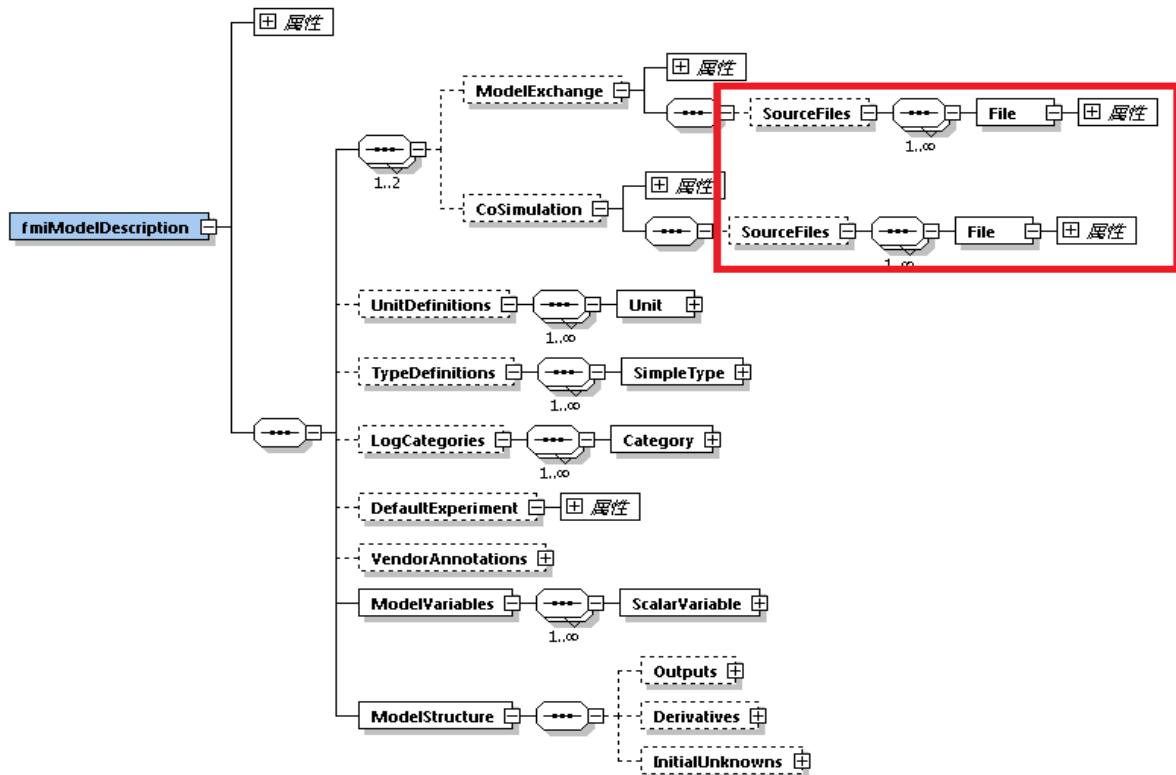 属性
ModelExchange
属性
SourceFiles
File
属性
1..∞
1..2
CoSimulation
属性
SourceFiles
File
属性
1..∞
fmiModelDescription
UnitDefinitions
Unit
1..∞
TypeDefinitions
SimpleType
1..∞
LogCategories
Category
1..∞
DefaultExperiment
属性
VendorAnnotations
ModelVariables
ScalarVariable
1..∞
Outputs
ModelStructure
Derivatives
InitialUnknowns